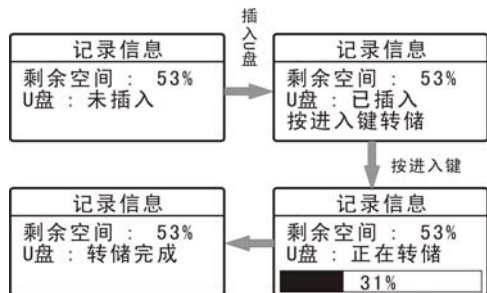 记录信息
剩余空间 : 53%
U盘 : 未插入
插入U盘
记录信息
剩余空间 : 53%
U盘 : 已插入
按进入键转储
按进入键
记录信息
剩余空间 : 53%
U盘 : 正在转储
31%
记录信息
剩余空间 : 53%
U盘 : 转储完成